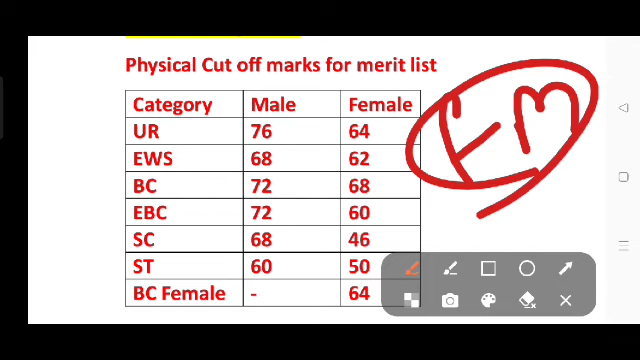 Physical Cut off marks for merit list
Category Male Female
UR 76 64
EWS 68 62
BC 72 68
EBC 72 60
SC 68 46
ST 60 50
BC Female - 64